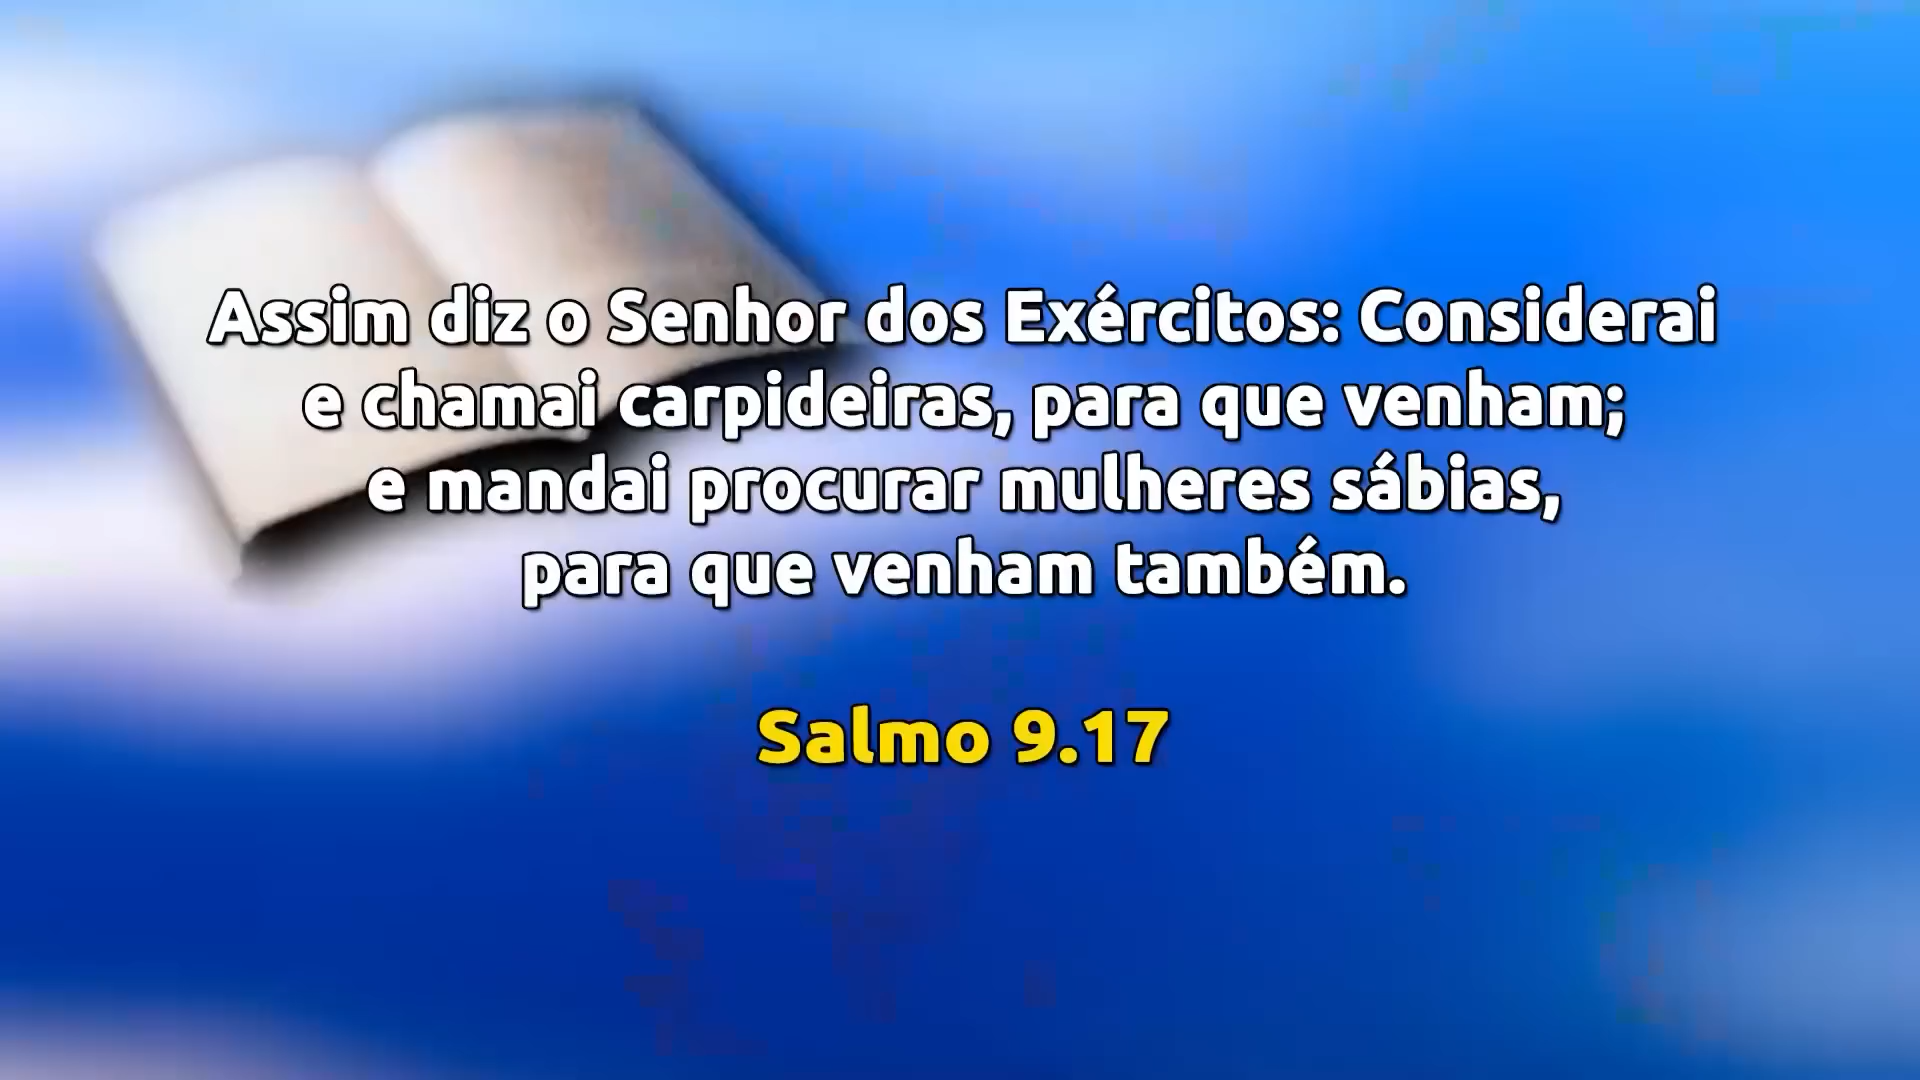 Assim diz o Senhor dos Exércitos: Considerai
e chamai carpideiras, para que venham;
e mandai procurar mulheres sábias,
para que venham também.
Salmo 9.17